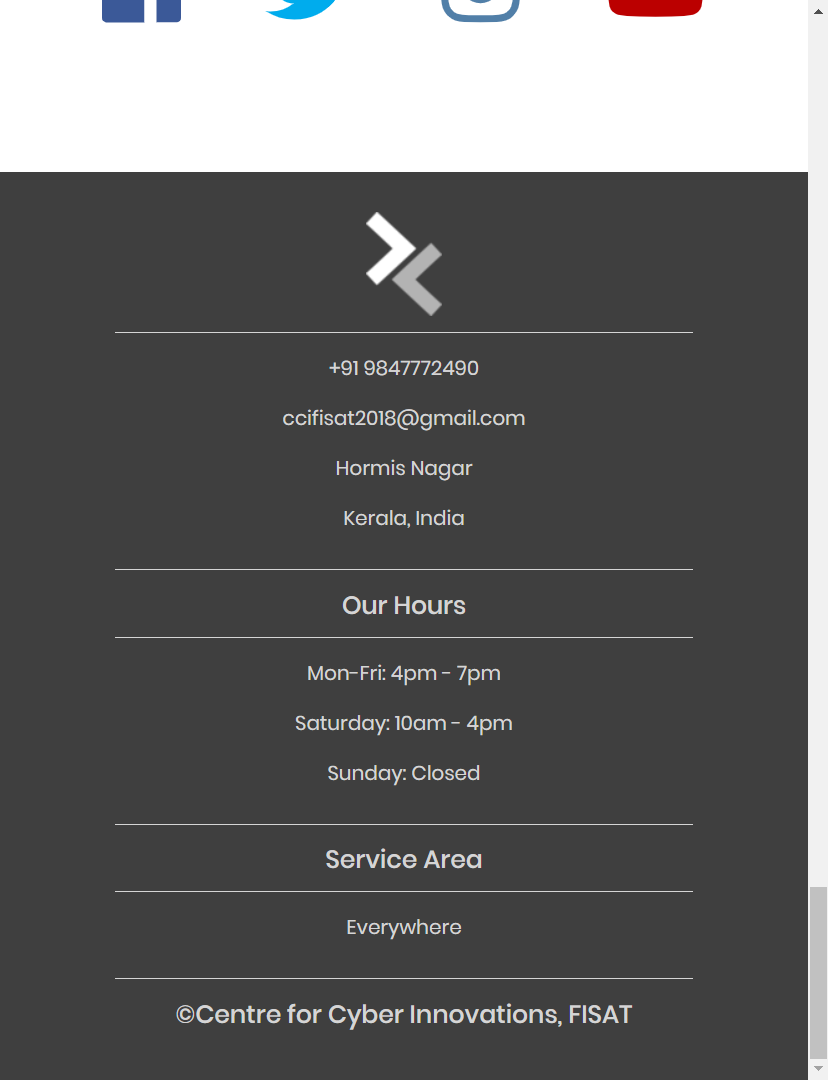 +91 9847772490
ccifisat2018@gmail.com
Hormis Nagar
Kerala, India
Our Hours
Mon-Fri: 4pm - 7pm
Saturday: 10am - 4pm
Sunday: Closed
Service Area
Everywhere
©Centre for Cyber Innovations, FISAT